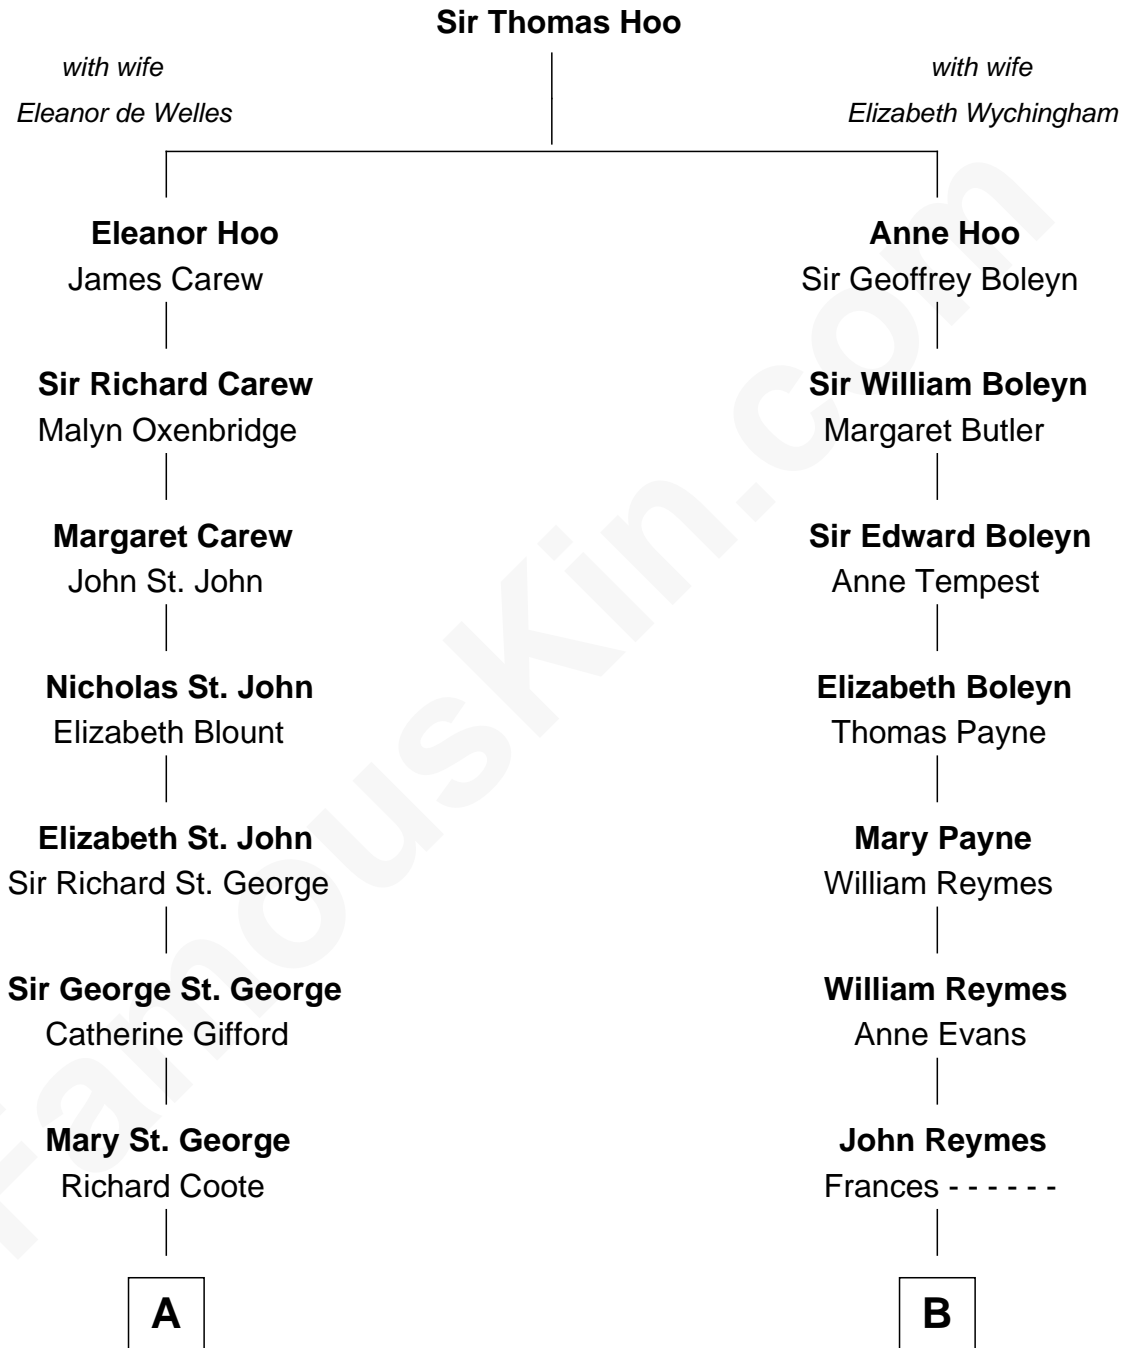 Sir Thomas Hoo
with wife
Eleanor de Welles
with wife
Elizabeth Wychingham
Eleanor Hoo
James Carew
Anne Hoo
Sir Geoffrey Boleyn
Sir Richard Carew
Malyn Oxenbridge
Sir William Boleyn
Margaret Butler
Margaret Carew
John St. John
Sir Edward Boleyn
Anne Tempest
Nicholas St. John
Elizabeth Blount
Elizabeth Boleyn
Thomas Payne
Elizabeth St. John
Sir Richard St. George
Mary Payne
William Reymes
Sir George St. George
Catherine Gifford
William Reymes
Anne Evans
Mary St. George
Richard Coote
John Reymes
Frances - - - - - -
A
B
FamousKin.com